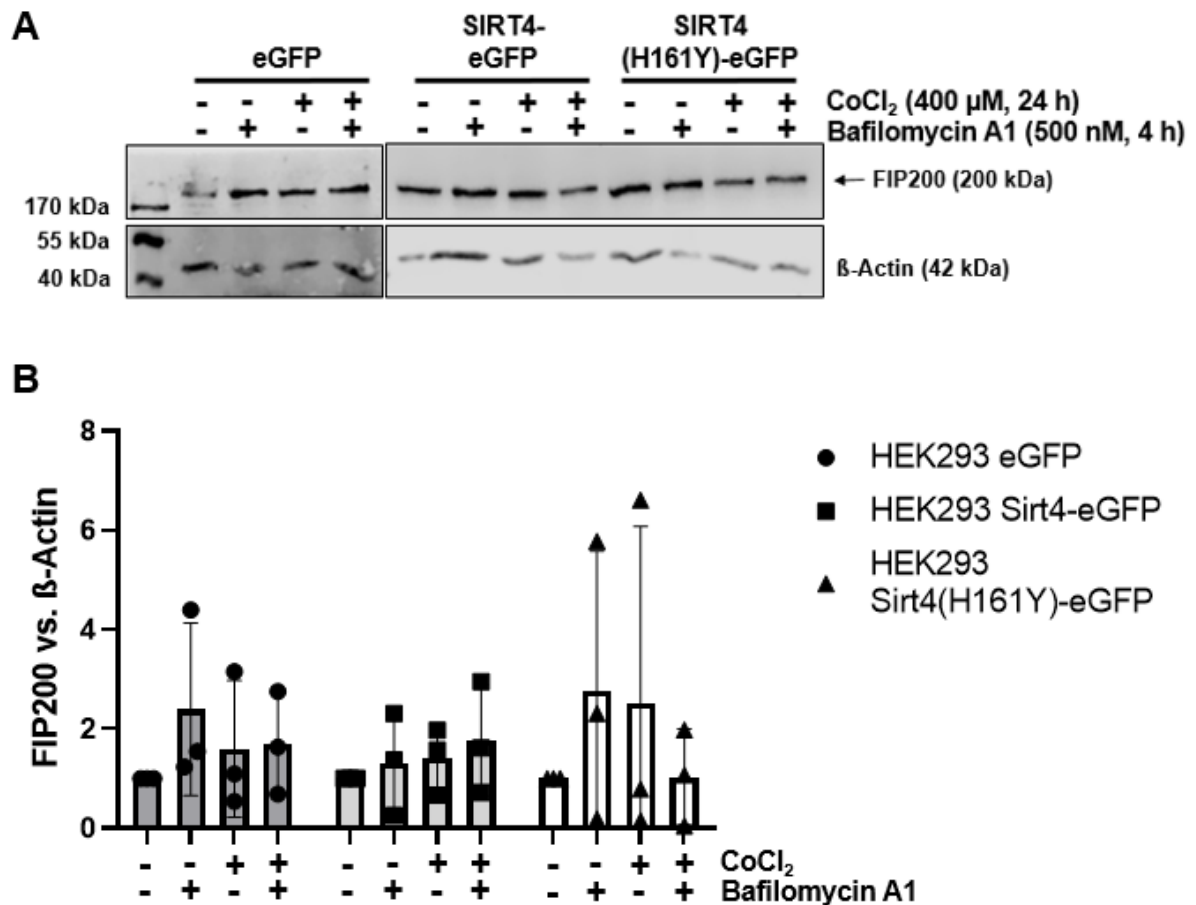 A
eGFP
SIRT4-
eGFP
SIRT4
(H161Y)-eGFP
- - + + - - + + - - + + CoCl₂ (400 µM, 24 h)
- + - + - + - + - + - + Bafilomycin A1 (500 nM, 4 h)
170 kDa
← FIP200 (200 kDa)
55 kDa
40 kDa
ß-Actin (42 kDa)
B
FIP200 vs. ß-Actin
8
6
4
2
0
HEK293 eGFP
HEK293 Sirt4-eGFP
HEK293
Sirt4(H161Y)-eGFP
- - + + - - + + - - + + CoCl₂
- + - + - + - + - + - + Bafilomycin A1